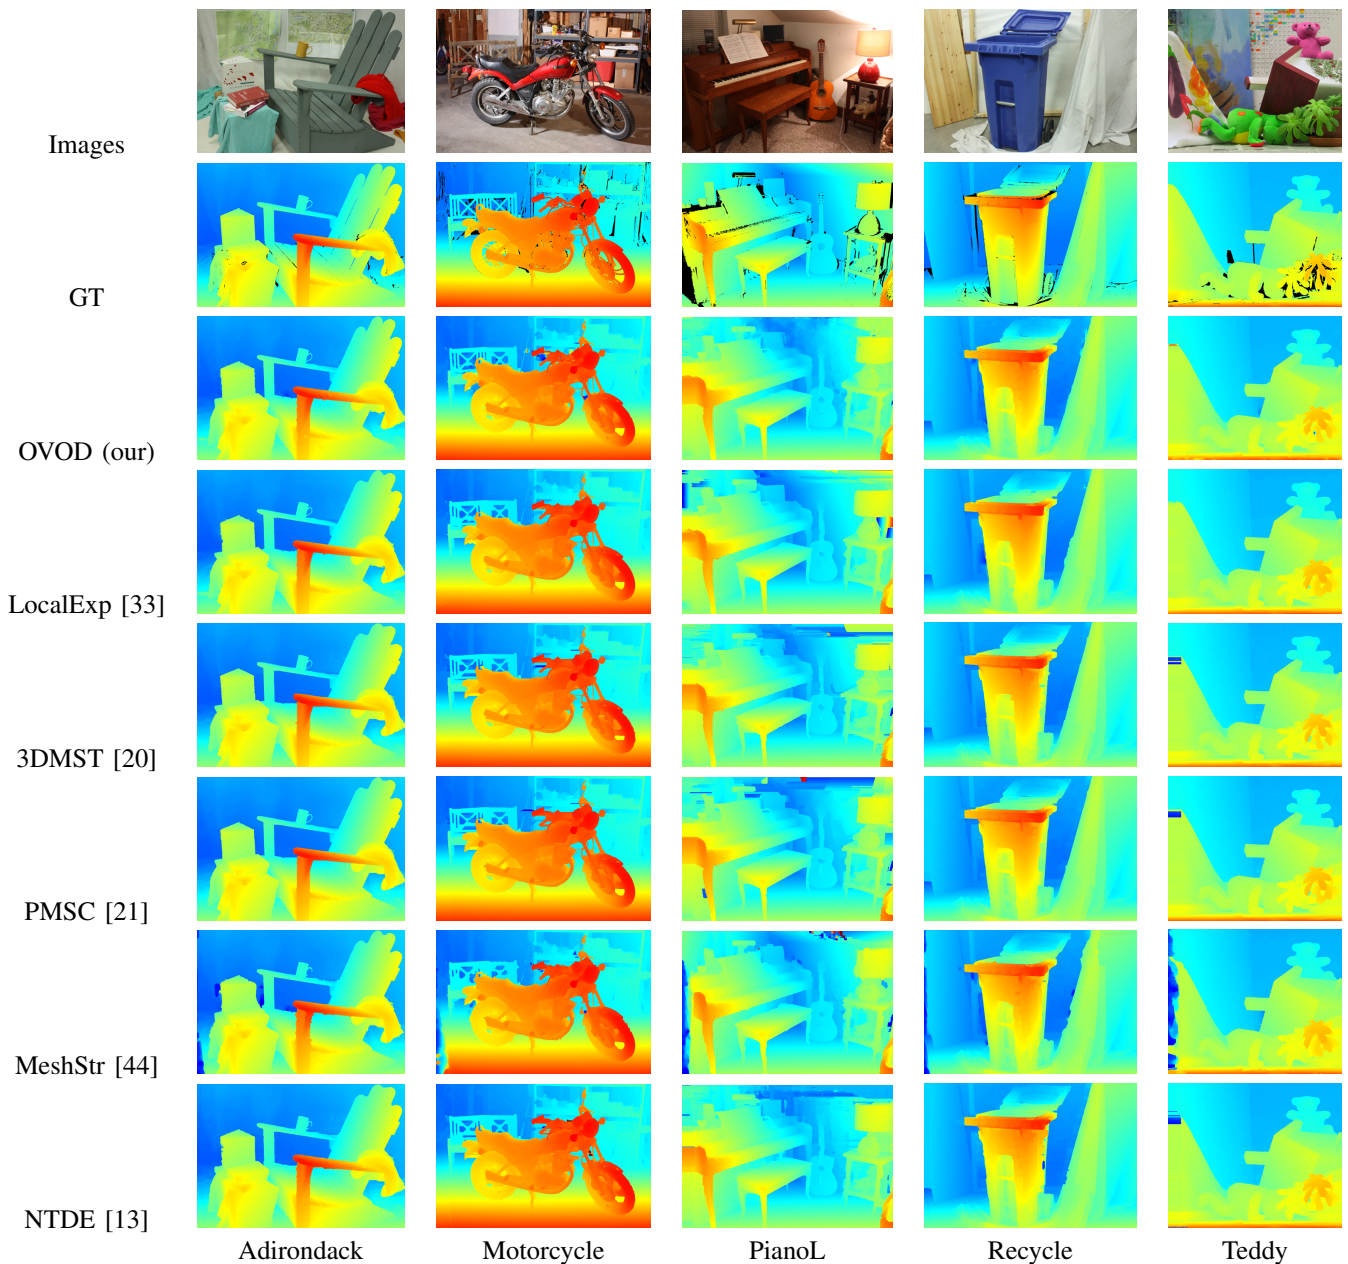 Images
GT
OVOD (our)
LocalExp [33]
3DMST [20]
PMSC [21]
MeshStr [44]
NTDE [13]
Adirondack Motorcycle PianoL Recycle Teddy